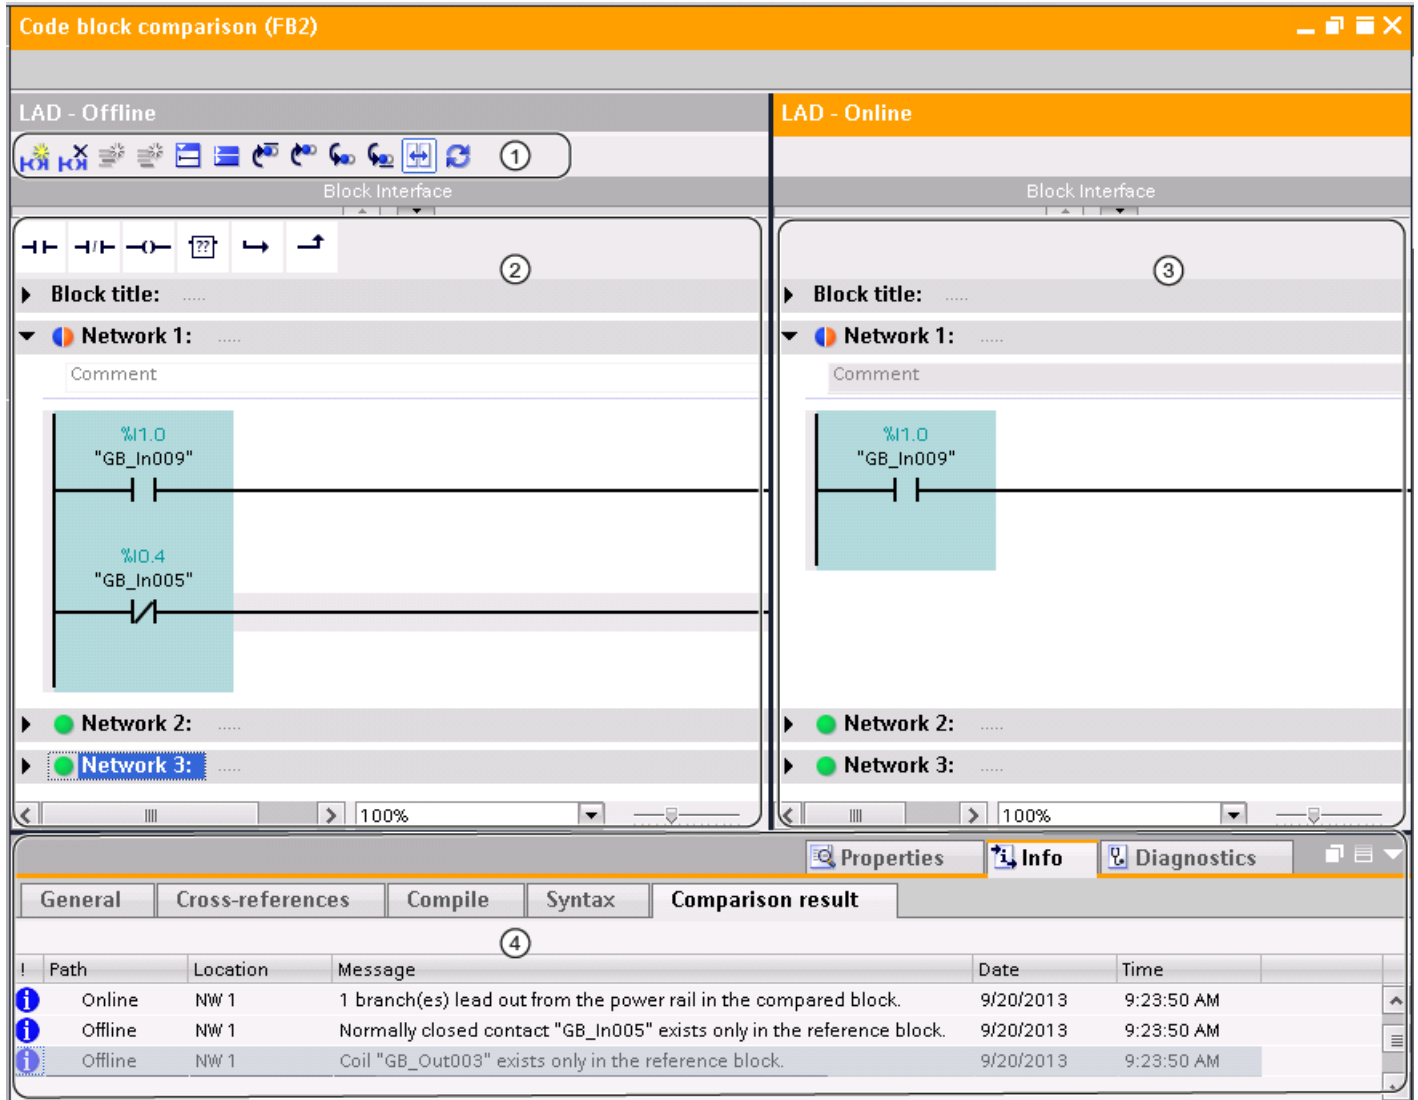 Code block comparison (FB2)
LAD - Offline
LAD - Online
1
Block Interface
Block Interface
??
2
3
Block title: .....
Block title: .....
Network 1: .....
Network 1: .....
Comment
Comment
%I1.0
"GB_In009"
%I1.0
"GB_In009"
%I0.4
"GB_In005"
Network 2: .....
Network 2: .....
Network 3: .....
Network 3: .....
100%
100%
Properties
Info
Diagnostics
General
Cross-references
Compile
Syntax
Comparison result
4
! Path Location Message Date Time
Online NW 1 1 branch(es) lead out from the power rail in the compared block. 9/20/2013 9:23:50 AM
Offline NW 1 Normally closed contact "GB_In005" exists only in the reference block. 9/20/2013 9:23:50 AM
Offline NW 1 Coil "GB_Out003" exists only in the reference block. 9/20/2013 9:23:50 AM